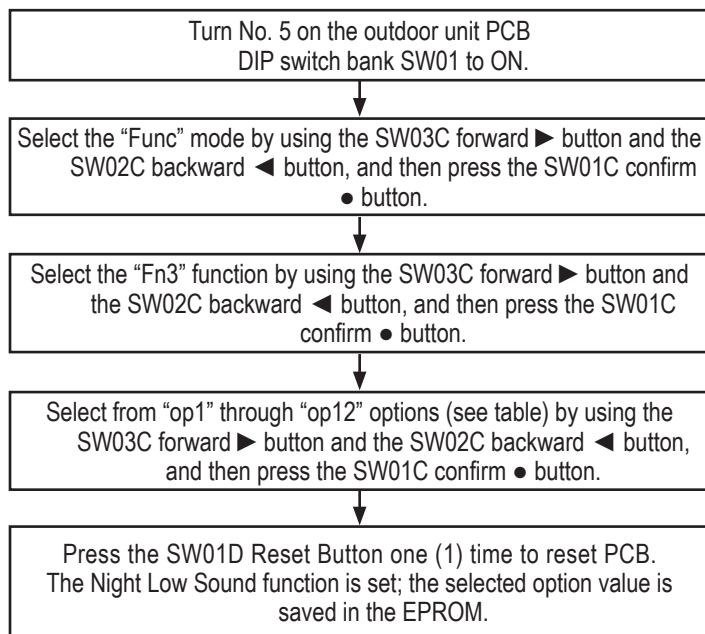 Turn No. 5 on the outdoor unit PCB
DIP switch bank SW01 to ON.
Select the “Func” mode by using the SW03C forward ► button and the
SW02C backward ◄ button, and then press the SW01C confirm
● button.
Select the “Fn3” function by using the SW03C forward ► button and
the SW02C backward ◄ button, and then press the SW01C
confirm ● button.
Select from “op1” through “op12” options (see table) by using the
SW03C forward ► button and the SW02C backward ◄ button,
and then press the SW01C confirm ● button.
Press the SW01D Reset Button one (1) time to reset PCB.
The Night Low Sound function is set; the selected option value is
saved in the EPROM.